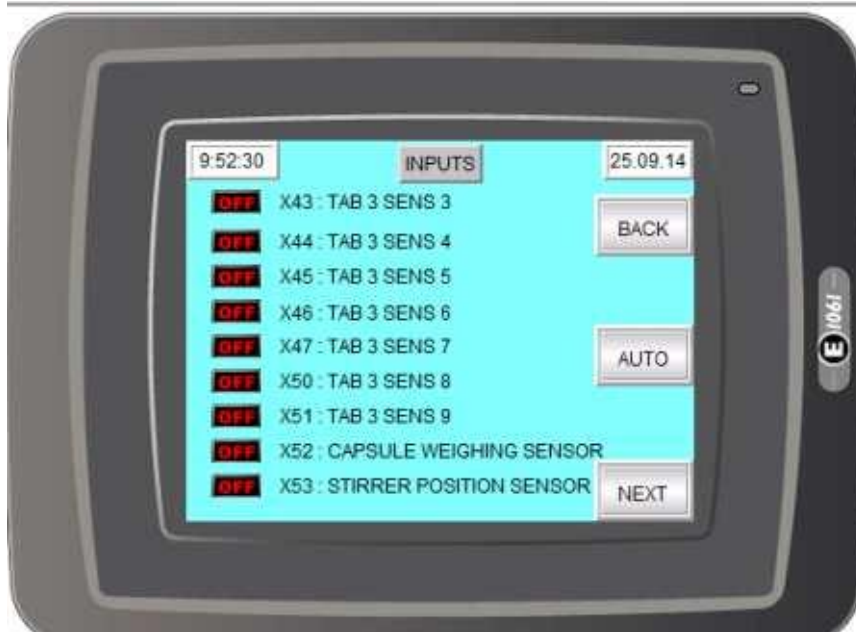 9:52:30 INPUTS 25.09.14
OFF X43 : TAB 3 SENS 3
BACK
OFF X44 : TAB 3 SENS 4
OFF X45 : TAB 3 SENS 5
OFF X46 : TAB 3 SENS 6
OFF X47 : TAB 3 SENS 7
AUTO
OFF X50 : TAB 3 SENS 8
OFF X51 : TAB 3 SENS 9
OFF X52 : CAPSULE WEIGHING SENSOR
OFF X53 : STIRRER POSITION SENSOR
NEXT
E1061